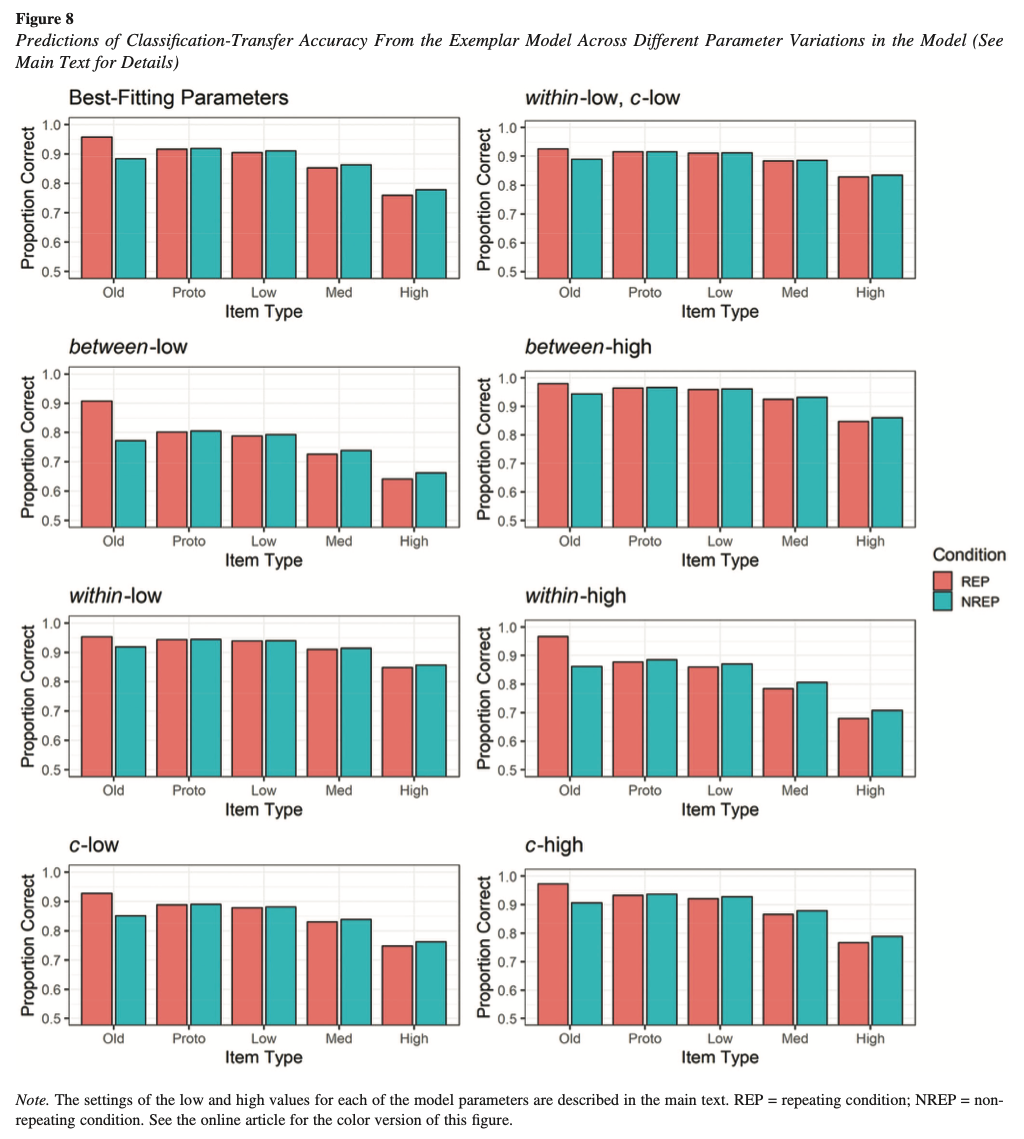 Figure 8
Predictions of Classification-Transfer Accuracy From the Exemplar Model Across Different Parameter Variations in the Model (See
Main Text for Details)
Best-Fitting Parameters
Proportion Correct
1.0
0.9
0.8
0.7
0.6
0.5
Old Proto Low Med High
Item Type
within-low, c-low
Proportion Correct
1.0
0.9
0.8
0.7
0.6
0.5
Old Proto Low Med High
Item Type
between-low
Proportion Correct
1.0
0.9
0.8
0.7
0.6
0.5
Old Proto Low Med High
Item Type
between-high
Proportion Correct
1.0
0.9
0.8
0.7
0.6
0.5
Old Proto Low Med High
Item Type
Condition
REP
NREP
within-low
Proportion Correct
1.0
0.9
0.8
0.7
0.6
0.5
Old Proto Low Med High
Item Type
within-high
Proportion Correct
1.0
0.9
0.8
0.7
0.6
0.5
Old Proto Low Med High
Item Type
c-low
Proportion Correct
1.0
0.9
0.8
0.7
0.6
0.5
Old Proto Low Med High
Item Type
c-high
Proportion Correct
1.0
0.9
0.8
0.7
0.6
0.5
Old Proto Low Med High
Item Type
Note. The settings of the low and high values for each of the model parameters are described in the main text. REP = repeating condition; NREP = non-
repeating condition. See the online article for the color version of this figure.